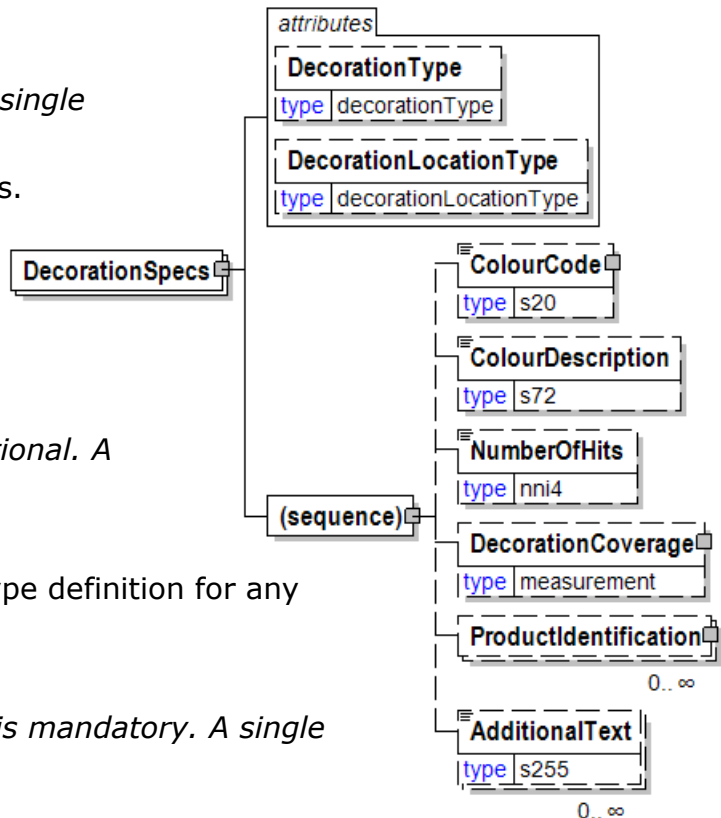 attributes
DecorationType
type decorationType
single
DecorationLocationType
s.
type decorationLocationType
DecorationSpecs
ColourCode
type s20
ColourDescription
type s72
tional. A
NumberOfHits
type nni4
(sequence)
DecorationCoverage
type measurement
ype definition for any
ProductIdentification
0.. ∞
is mandatory. A single
AdditionalText
type s255
0.. ∞